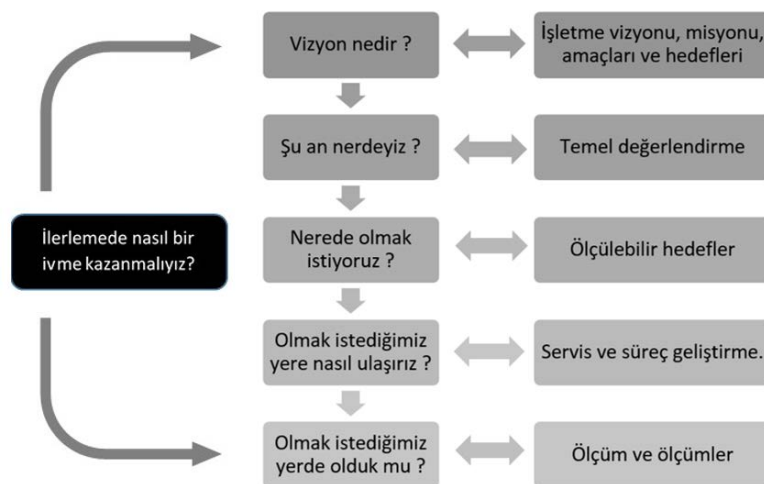 Vizyon nedir ?
İşletme vizyonu, misyonu,
amaçları ve hedefleri
Şu an nerdeyiz ?
Temel değerlendirme
İlerlemede nasıl bir
ivme kazanmalıyız?
Nerede olmak
istiyoruz ?
Ölçülebilir hedefler
Olmak istediğimiz
yere nasıl ulaşırız ?
Servis ve süreç geliştirme.
Olmak istediğimiz
yerde olduk mu ?
Ölçüm ve ölçümler